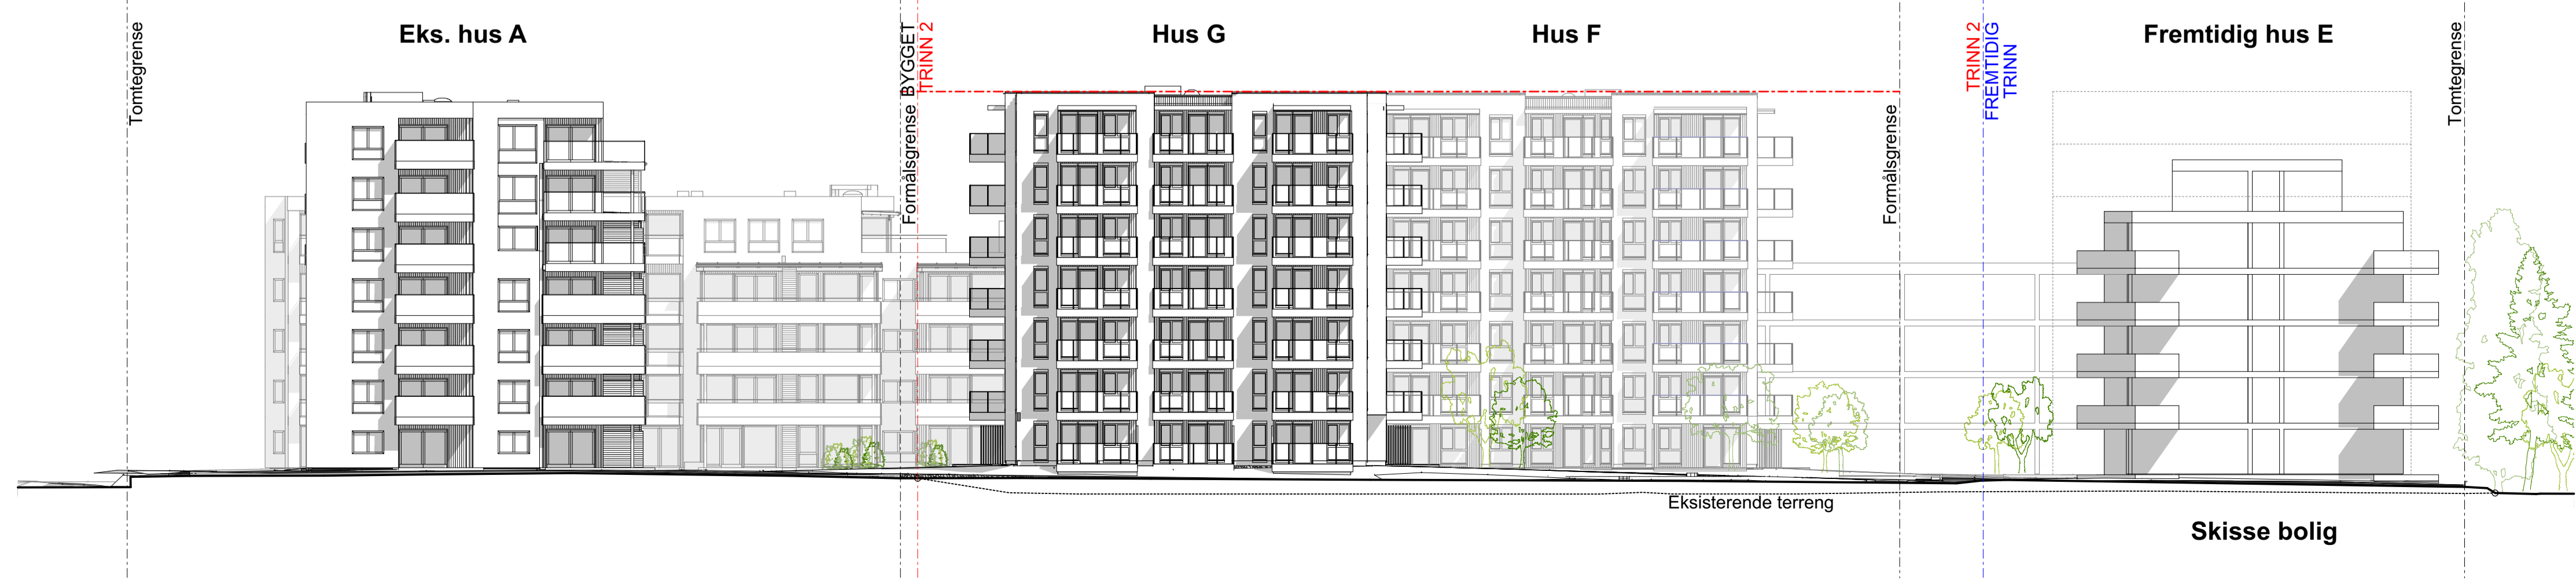 Eks. hus A
Hus G
Hus F
Fremtidig hus E
Tomtegrense
Formålsgrense
BYGGET
TRINN 2
Formålsgrense
TRINN 2
FREMTIDIG
TRINN
Tomtegrense
Eksisterende terreng
Skisse bolig